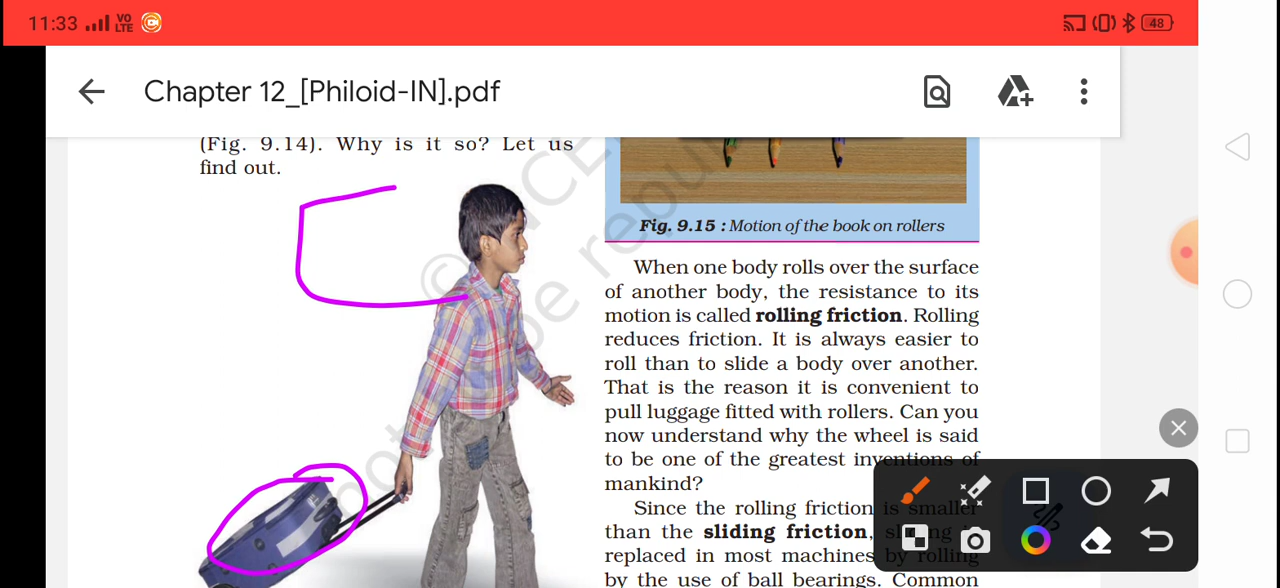 11:33
VO
LTE
48
Chapter 12_[Philoid-IN].pdf
(Fig. 9.14). Why is it so? Let us
find out.
Fig. 9.15 : Motion of the book on rollers
When one body rolls over the surface
of another body, the resistance to its
motion is called rolling friction. Rolling
reduces friction. It is always easier to
roll than to slide a body over another.
That is the reason it is convenient to
pull luggage fitted with rollers. Can you
now understand why the wheel is said
to be one of the greatest inventions of
mankind?
Since the rolling friction is smaller
than the sliding friction,
replaced in most machines by rolling
by the use of ball bearings. Common